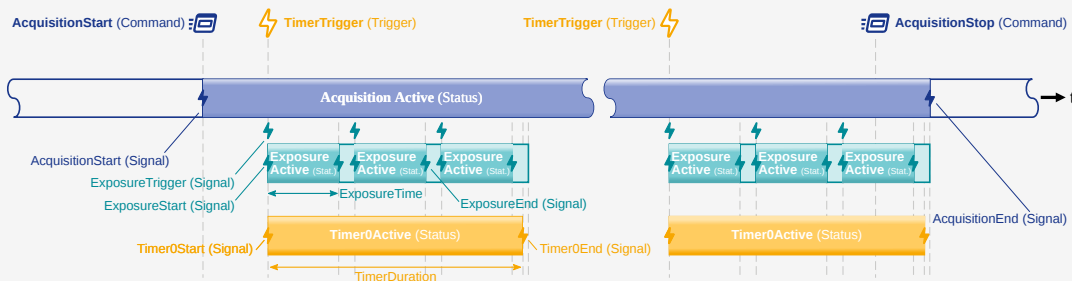 AcquisitionStart (Command)
TimerTrigger (Trigger)
TimerTrigger (Trigger)
AcquisitionStop (Command)
Acquisition Active (Status)
t
AcquisitionStart (Signal)
Exposure
Active (Stat.)
Exposure
Active (Stat.)
Exposure
Active (Stat.)
Exposure
Active (Stat.)
Exposure
Active (Stat.)
Exposure
Active (Stat.)
ExposureTrigger (Signal)
ExposureTime
ExposureStart (Signal)
ExposureEnd (Signal)
AcquisitionEnd (Signal)
Timer0Start (Signal)
Timer0Active (Status)
Timer0End (Signal)
Timer0Active (Status)
TimerDuration